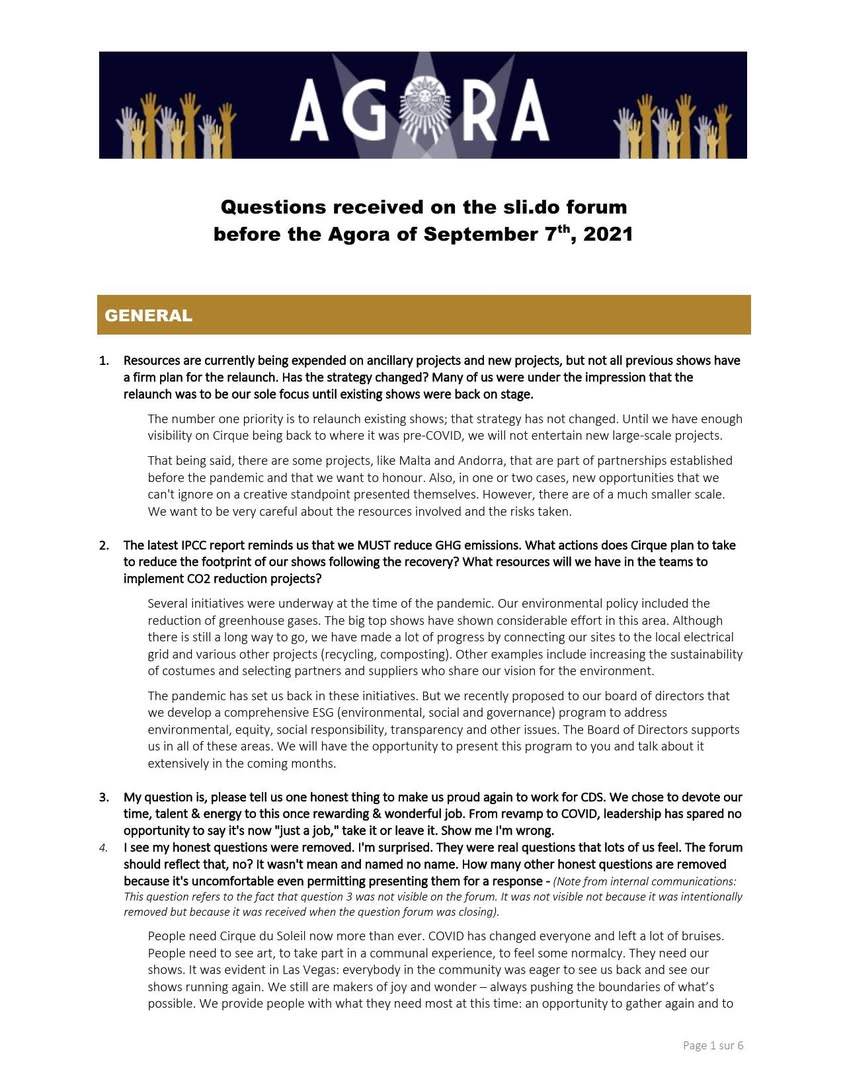 AGORA
Questions received on the sli.do forum
before the Agora of September 7th, 2021
GENERAL
1. Resources are currently being expended on ancillary projects and new projects, but not all previous shows have
a firm plan for the relaunch. Has the strategy changed? Many of us were under the impression that the
relaunch was to be our sole focus until existing shows were back on stage.
The number one priority is to relaunch existing shows; that strategy has not changed. Until we have enough
visibility on Cirque being back to where it was pre-COVID, we will not entertain new large-scale projects.
That being said, there are some projects, like Malta and Andorra, that are part of partnerships established
before the pandemic and that we want to honour. Also, in one or two cases, new opportunities that we
can't ignore on a creative standpoint presented themselves. However, there are of a much smaller scale.
We want to be very careful about the resources involved and the risks taken.
2. The latest IPCC report reminds us that we MUST reduce GHG emissions. What actions does Cirque plan to take
to reduce the footprint of our shows following the recovery? What resources will we have in the teams to
implement CO2 reduction projects?
Several initiatives were underway at the time of the pandemic. Our environmental policy included the
reduction of greenhouse gases. The big top shows have shown considerable effort in this area. Although
there is still a long way to go, we have made a lot of progress by connecting our sites to the local electrical
grid and various other projects (recycling, composting). Other examples include increasing the sustainability
of costumes and selecting partners and suppliers who share our vision for the environment.
The pandemic has set us back in these initiatives. But we recently proposed to our board of directors that
we develop a comprehensive ESG (environmental, social and governance) program to address
environmental, equity, social responsibility, transparency and other issues. The Board of Directors supports
us in all of these areas. We will have the opportunity to present this program to you and talk about it
extensively in the coming months.
3. My question is, please tell us one honest thing to make us proud again to work for CDS. We chose to devote our
time, talent & energy to this once rewarding & wonderful job. From revamp to COVID, leadership has spared no
opportunity to say it's now "just a job," take it or leave it. Show me I'm wrong.
4. I see my honest questions were removed. I'm surprised. They were real questions that lots of us feel. The forum
should reflect that, no? It wasn't mean and named no name. How many other honest questions are removed
because it's uncomfortable even permitting presenting them for a response - (Note from internal communications:
This question refers to the fact that question 3 was not visible on the forum. It was not visible not because it was intentionally
removed but because it was received when the question forum was closing).
People need Cirque du Soleil now more than ever. COVID has changed everyone and left a lot of bruises.
People need to see art, to take part in a communal experience, to feel some normalcy. They need our
shows. It was evident in Las Vegas: everybody in the community was eager to see us back and see our
shows running again. We still are makers of joy and wonder – always pushing the boundaries of what's
possible. We provide people with what they need most at this time: an opportunity to gather again and to
Page 1 sur 6